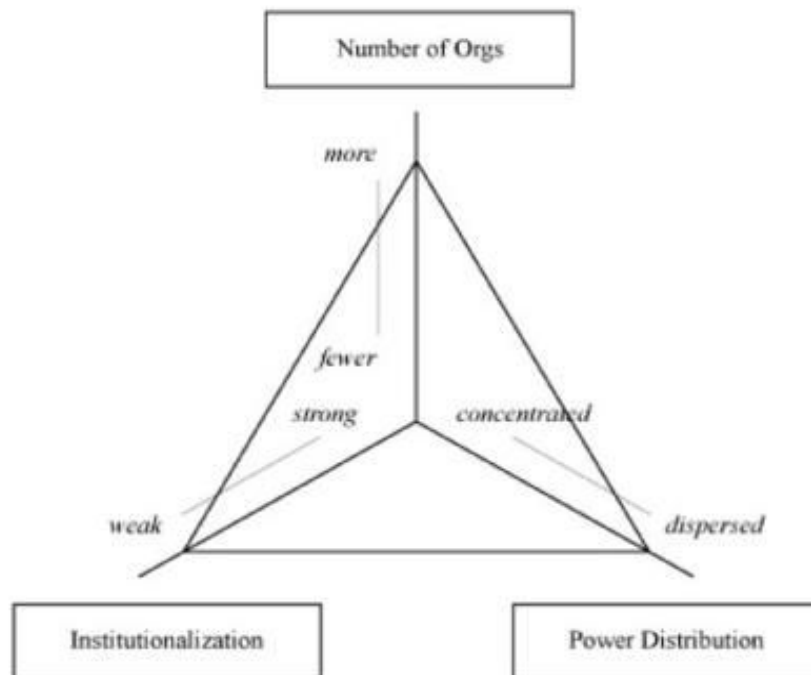 Number of Orgs
more
fewer
strong
concentrated
weak
dispersed
Institutionalization
Power Distribution